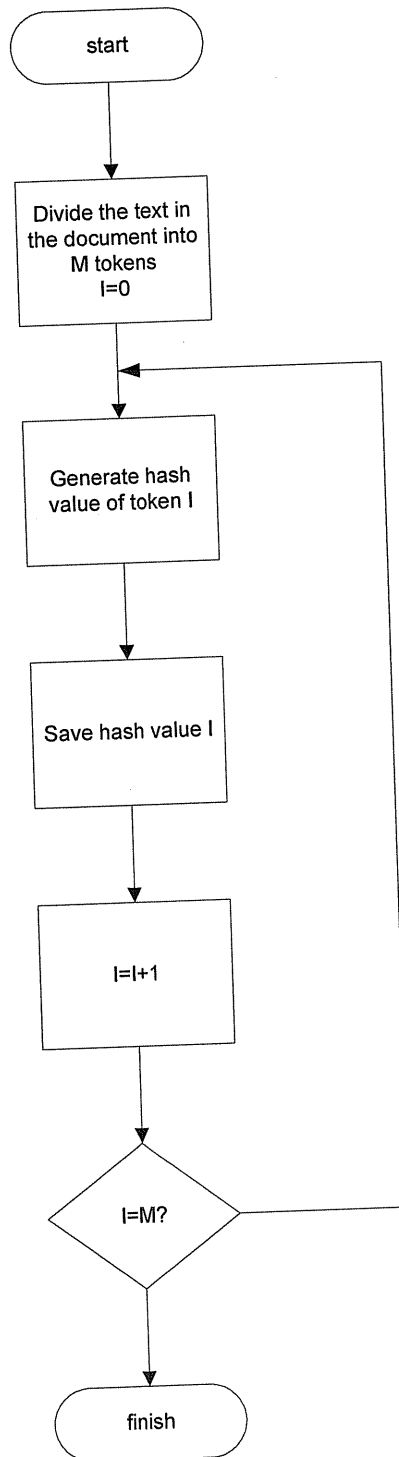 start
Divide the text in
the document into
M tokens
I=0
Generate hash
value of token I
Save hash value I
I=I+1
I=M?
finish